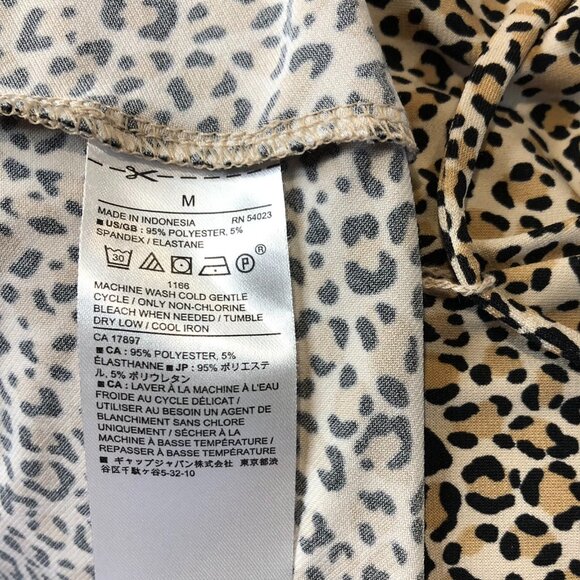 M
MADE IN INDONESIA RN 54023
■ US/GB : 95% POLYESTER, 5%
SPANDEX / ELASTANE
30 P ®
1166
MACHINE WASH COLD GENTLE
CYCLE / ONLY NON-CHLORINE
BLEACH WHEN NEEDED / TUMBLE
DRY LOW / COOL IRON
CA 17897
■ CA : 95% POLYESTER, 5%
ÉLASTHANNE ■ JP : 95% ポリエステ
ル, 5% ポリウレタン
■ CA : LAVER À LA MACHINE À L'EAU
FROIDE AU CYCLE DÉLICAT /
UTILISER AU BESOIN UN AGENT DE
BLANCHIMENT SANS CHLORE
UNIQUEMENT / SÉCHER À LA
MACHINE À BASSE TEMPÉRATURE /
REPASSER À BASSE TEMPÉRATURE
■ ギャップジャパン株式会社 東京都渋
谷区千駄ヶ谷5-32-10